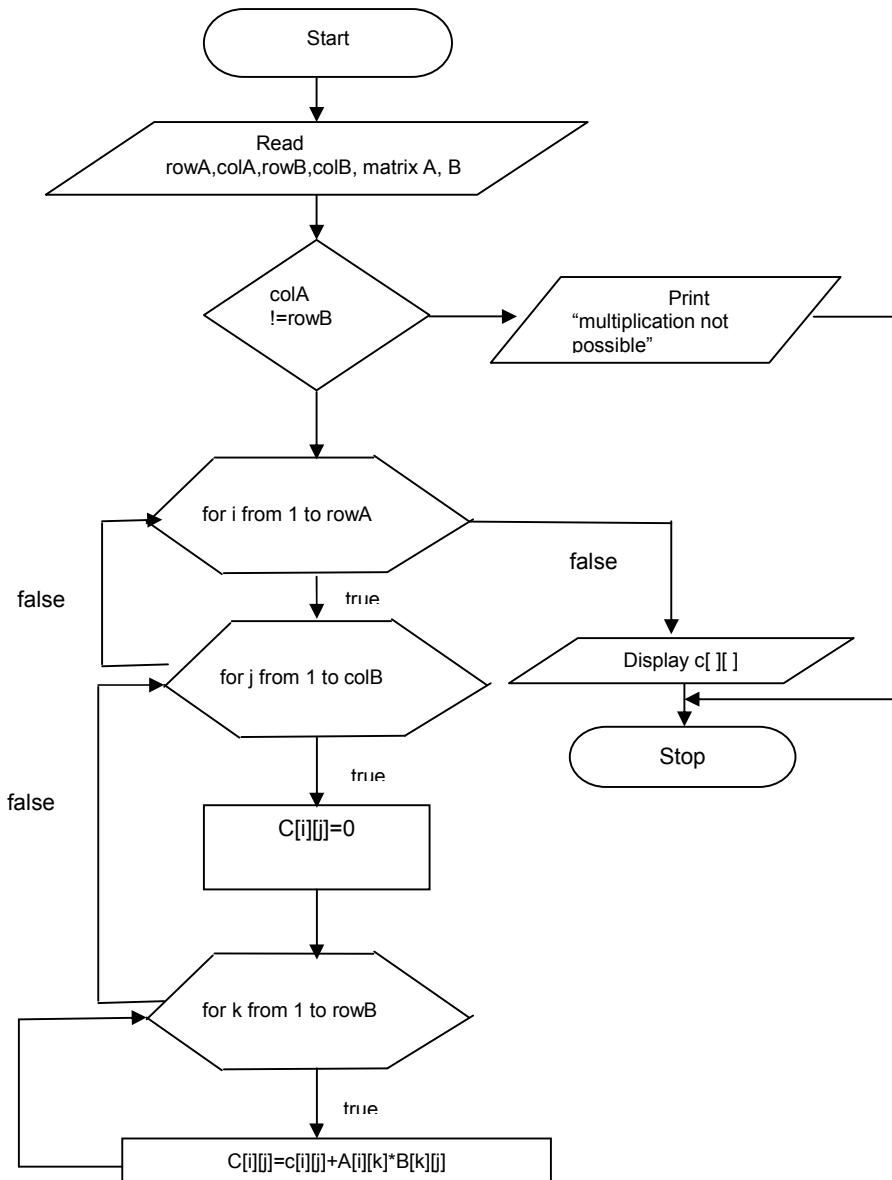 Start
Read
rowA,colA,rowB,colB, matrix A, B
colA
!=rowB
Print
“multiplication not
possible”
for i from 1 to rowA
false
false
true
for j from 1 to colB
Display c[ ][ ]
Stop
true
false
C[i][j]=0
for k from 1 to rowB
true
C[i][j]=c[i][j]+A[i][k]*B[k][j]